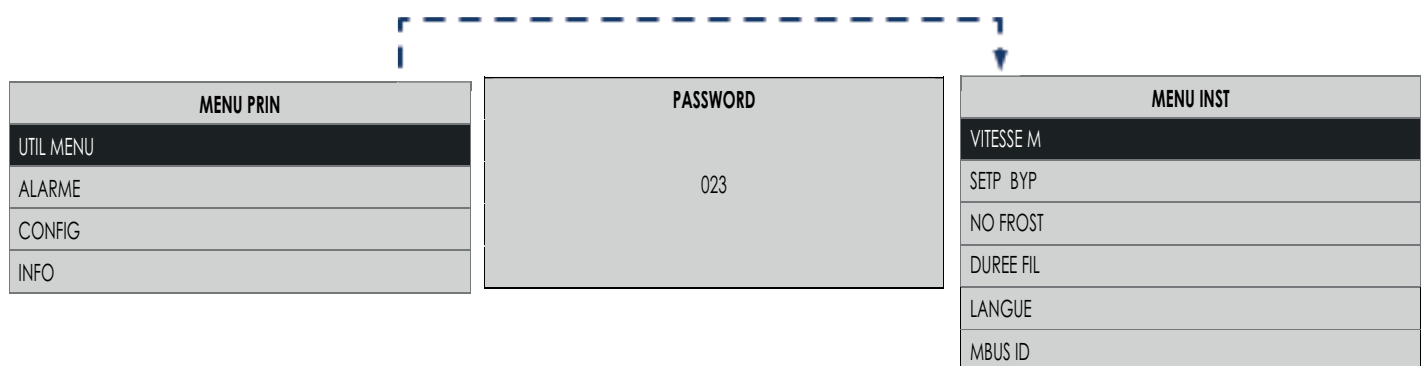 MENU PRIN
UTIL MENU
ALARME
CONFIG
INFO
PASSWORD
023
MENU INST
VITESSE M
SETP BYP
NO FROST
DUREE FIL
LANGUE
MBUS ID